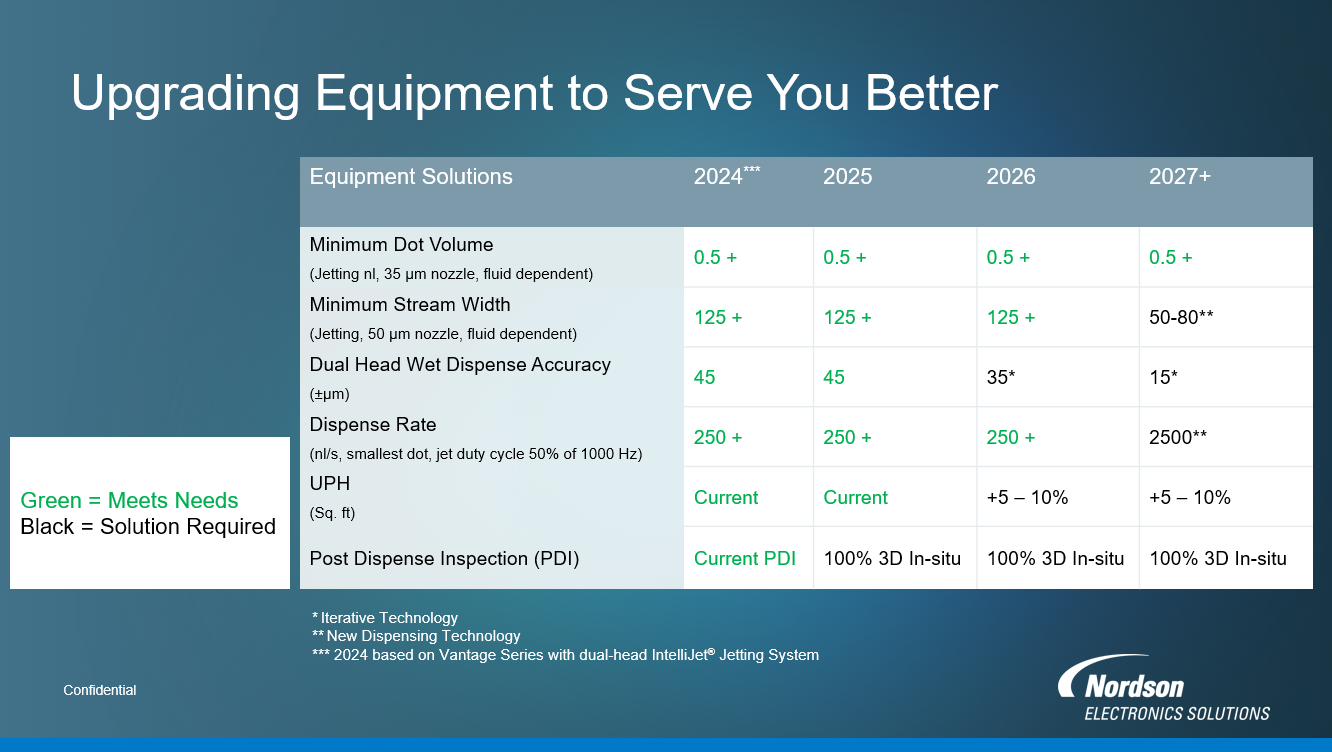 Upgrading Equipment to Serve You Better
Equipment Solutions 2024*** 2025 2026 2027+
Minimum Dot Volume
(Jetting nl, 35 µm nozzle, fluid dependent)
0.5 + 0.5 + 0.5 + 0.5 +
Minimum Stream Width
(Jetting, 50 µm nozzle, fluid dependent)
125 + 125 + 125 + 50-80**
Dual Head Wet Dispense Accuracy
(±µm)
45 45 35* 15*
Dispense Rate
(nl/s, smallest dot, jet duty cycle 50% of 1000 Hz)
250 + 250 + 250 + 2500**
UPH
(Sq. ft)
Current Current +5 – 10% +5 – 10%
Post Dispense Inspection (PDI) Current PDI 100% 3D In-situ 100% 3D In-situ 100% 3D In-situ
Green = Meets Needs
Black = Solution Required
* Iterative Technology
** New Dispensing Technology
*** 2024 based on Vantage Series with dual-head IntelliJet® Jetting System
Confidential
Nordson
ELECTRONICS SOLUTIONS